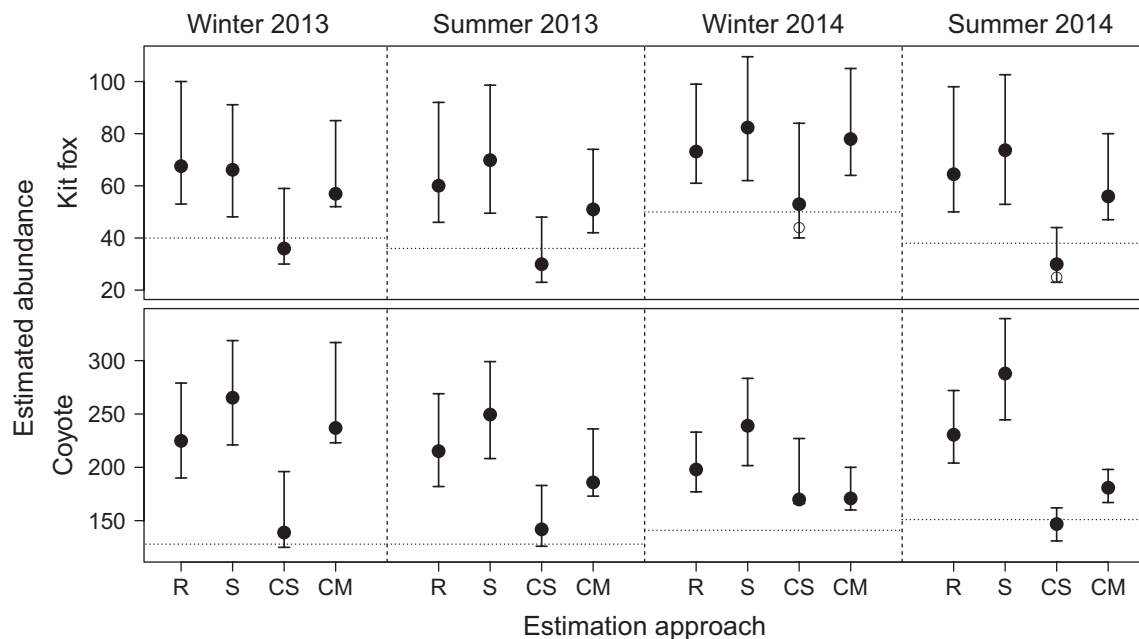 Winter 2013 Summer 2013 Winter 2014 Summer 2014
Estimated abundance
Kit fox
100
80
60
40
20
Coyote
300
250
200
150
R S CS CM R S CS CM R S CS CM R S CS CM
Estimation approach